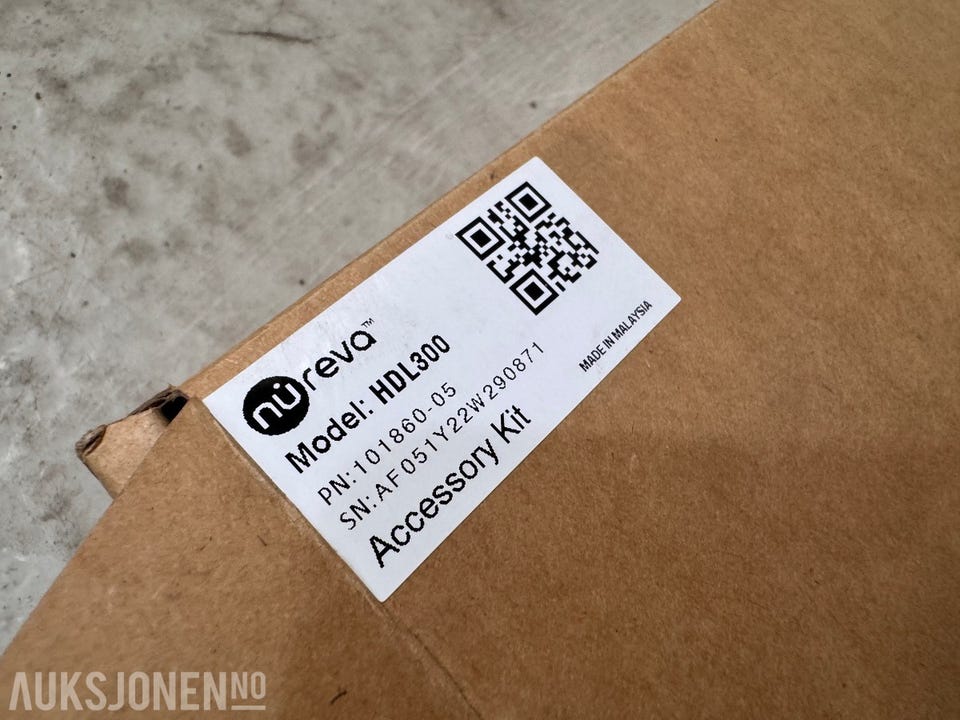 nureva™
Model: HDL300
PN:101860-05
SN:AF051Y22W290871
Accessory Kit
MADE IN MALAYSIA
AUKSJONEN NO